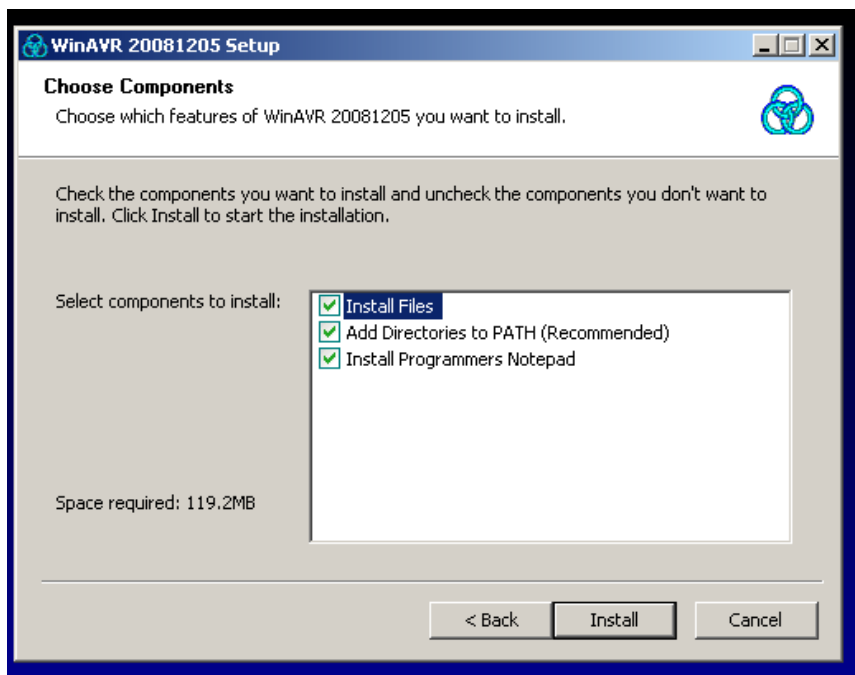 WinAVR 20081205 Setup
Choose Components
Choose which features of WinAVR 20081205 you want to install.
Check the components you want to install and uncheck the components you don't want to
install. Click Install to start the installation.
Select components to install:
Install Files
Add Directories to PATH (Recommended)
Install Programmers Notepad
Space required: 119.2MB
< Back
Install
Cancel